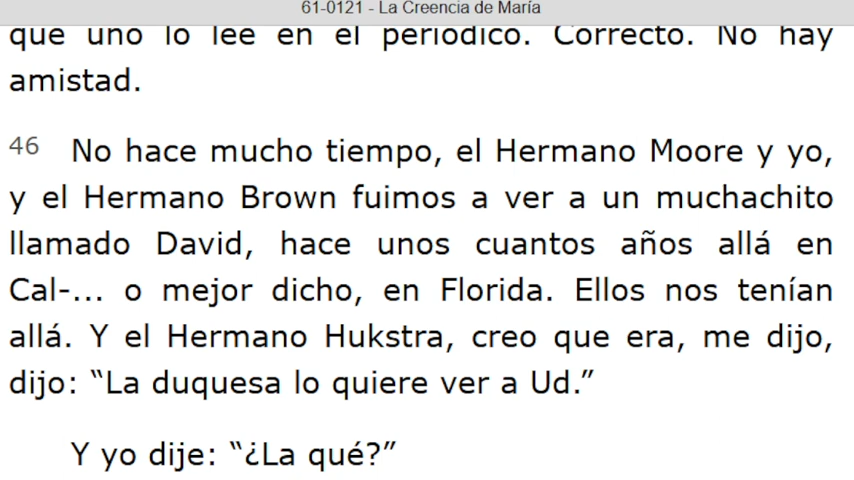 61-0121 - La Creencia de María
que uno lo lee en el periódico. Correcto. No hay
amistad.
46 No hace mucho tiempo, el Hermano Moore y yo,
y el Hermano Brown fuimos a ver a un muchachito
llamado David, hace unos cuantos años allá en
Cal-... o mejor dicho, en Florida. Ellos nos tenían
allá. Y el Hermano Hukstra, creo que era, me dijo,
dijo: “La duquesa lo quiere ver a Ud.”
Y yo dije: “¿La qué?”